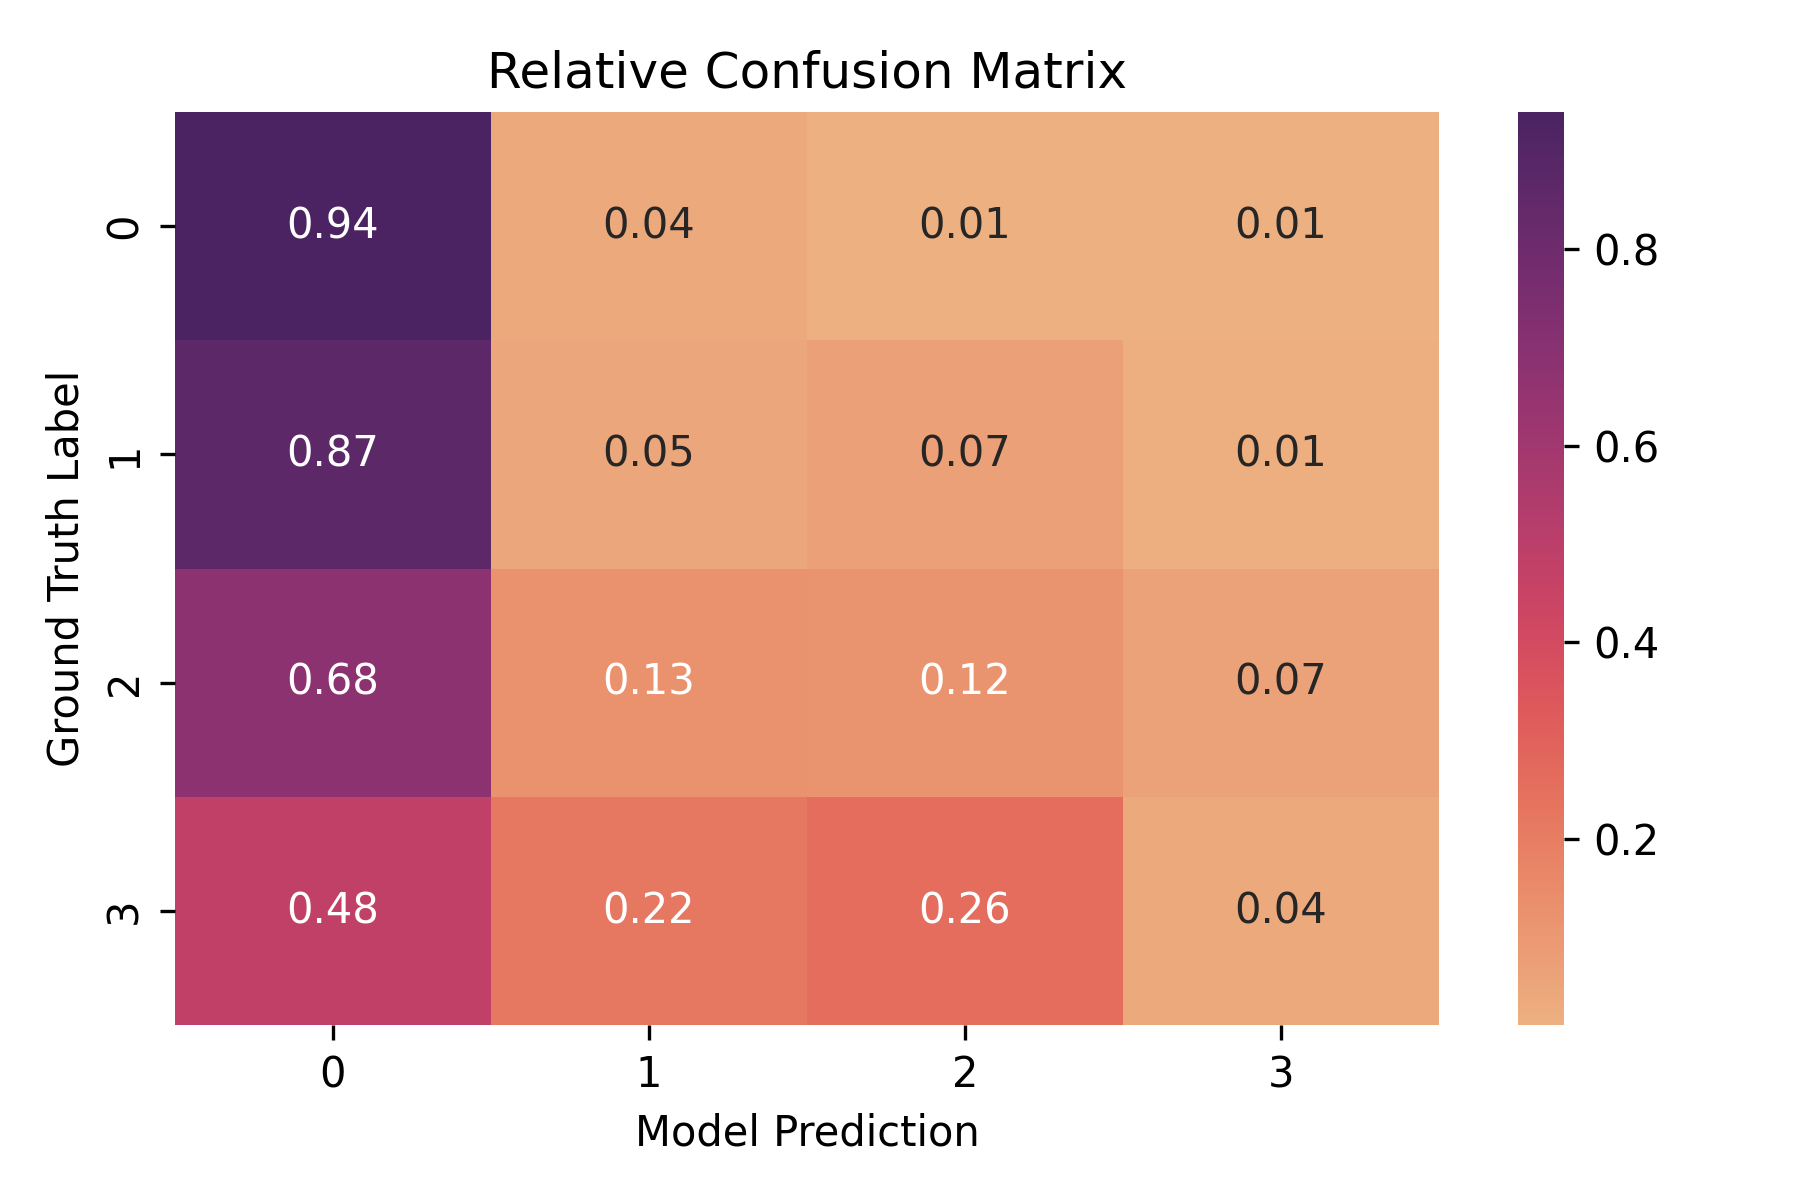 Relative Confusion Matrix
0 0.94 0.04 0.01 0.01
1 0.87 0.05 0.07 0.01
2 0.68 0.13 0.12 0.07
3 0.48 0.22 0.26 0.04
0 1 2 3
Model Prediction
Ground Truth Label
0.8
0.6
0.4
0.2